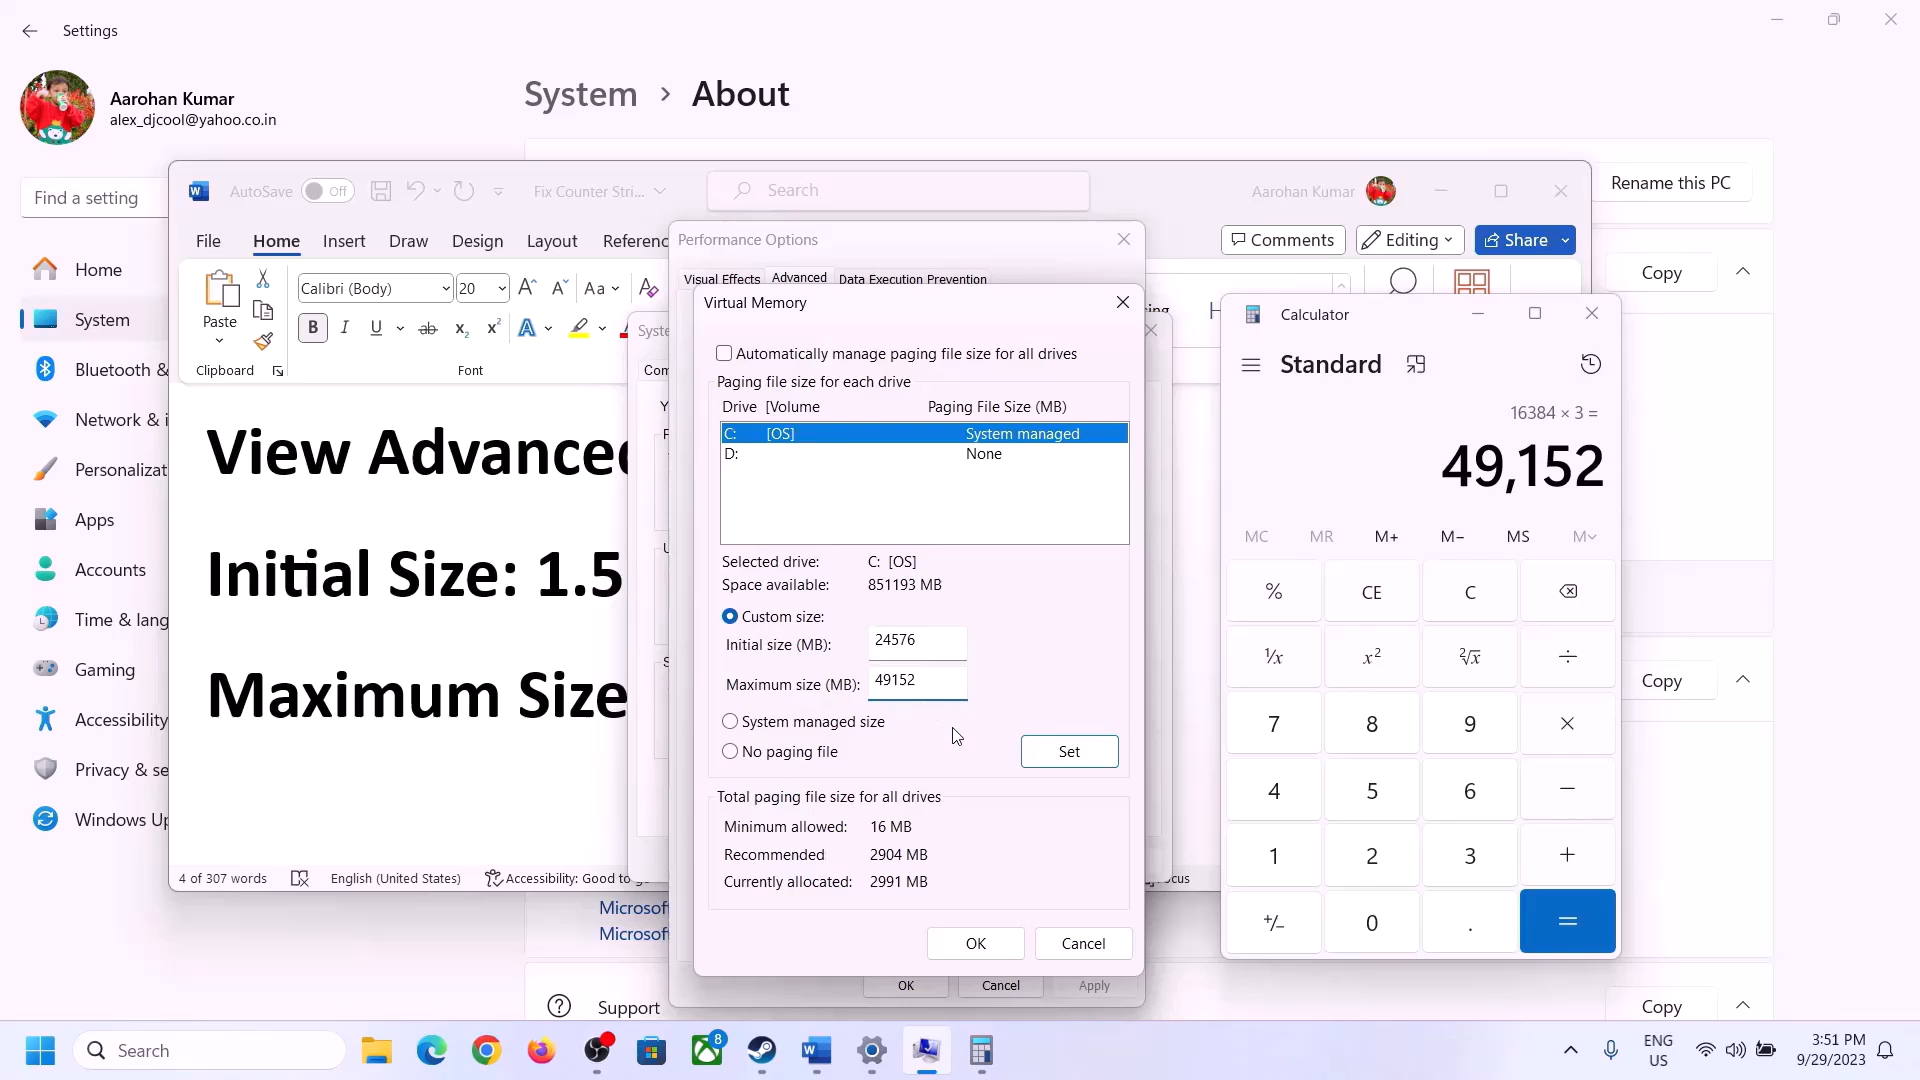 Settings
Aarohan Kumar
alex_djcool@yahoo.co.in
Find a setting
Home
System
Bluetooth &
Network & i
Personalizat
Apps
Accounts
Time & lang
Gaming
Accessibility
Privacy & se
Windows Up
System > About
Rename this PC
Copy
Copy
Support
Copy
AutoSave Off
Fix Counter Stri...
Search
Aarohan Kumar
File Home Insert Draw Design Layout Referenc
Comments Editing Share
Paste
Calibri (Body) 20
Clipboard
Font
View Advanced
Initial Size: 1.5
Maximum Size
4 of 307 words
English (United States)
Accessibility: Good to g
Microsof
Microsof
Performance Options
Visual Effects Advanced Data Execution Prevention
Syste
Com
OK Cancel Apply
Virtual Memory
Automatically manage paging file size for all drives
Paging file size for each drive
Drive [Volume Paging File Size (MB)
C: [OS] System managed
D: None
Selected drive: C: [OS]
Space available: 851193 MB
Custom size:
Initial size (MB): 24576
Maximum size (MB): 49152
System managed size
No paging file
Set
Total paging file size for all drives
Minimum allowed: 16 MB
Recommended 2904 MB
Currently allocated: 2991 MB
OK Cancel
Calculator
Standard
16384 × 3 =
49,152
MC MR M+ M− MS M
% CE C
¹/x x² ²√x ÷
7 8 9 ×
4 5 6 −
1 2 3 +
+/− 0 . =
Search
8
ENG
US
3:51 PM
9/29/2023